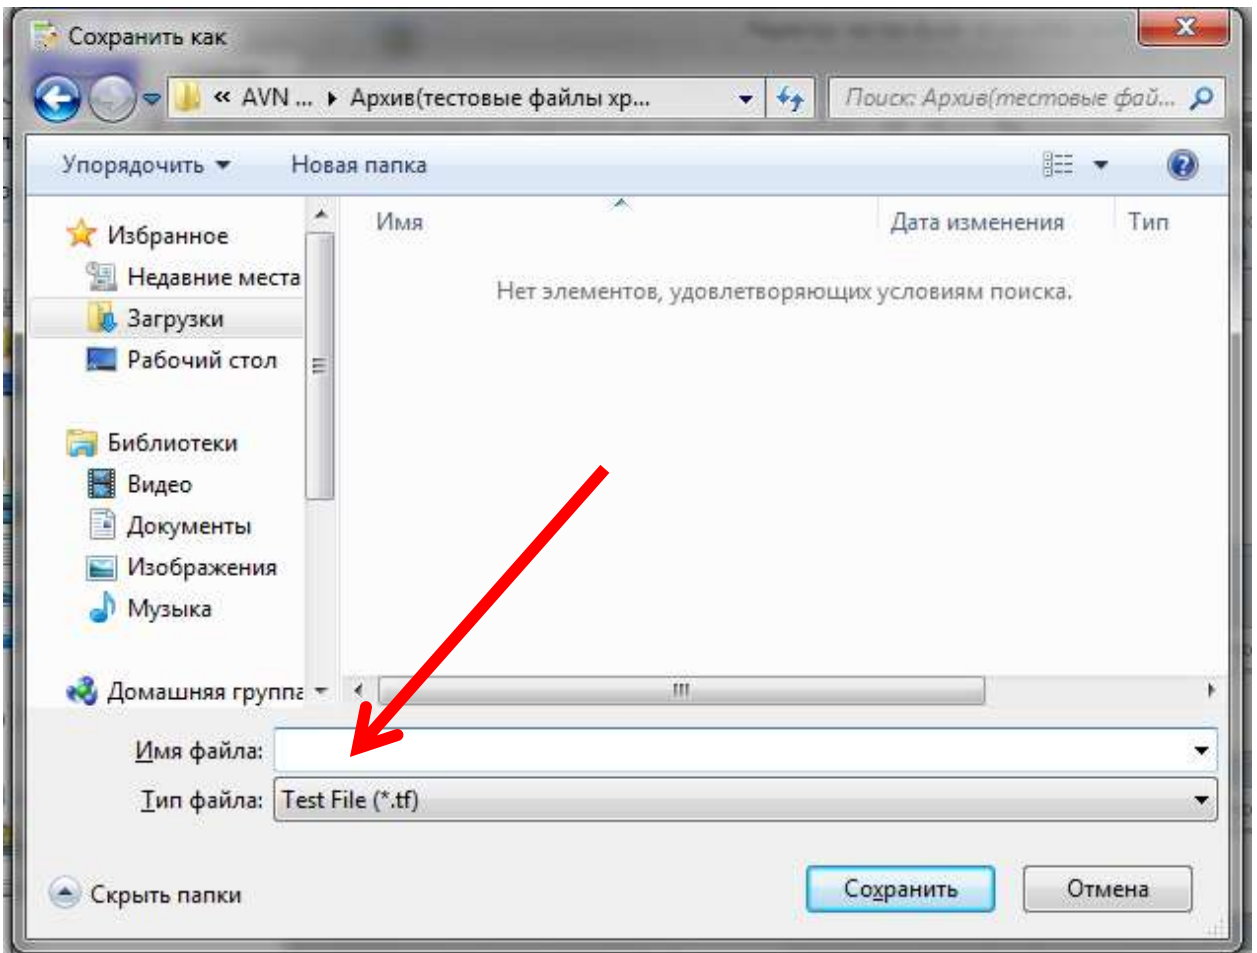 Сохранить как
« AVN ... Архив(тестовые файлы хр...
Поиск: Архив(тестовые фай...
Упорядочить
Новая папка
Имя
Дата изменения
Тип
Избранное
Недавние места
Загрузки
Рабочий стол
Нет элементов, удовлетворяющих условиям поиска.
Библиотеки
Видео
Документы
Изображения
Музыка
Домашняя группа
Имя файла:
Тип файла: Test File (*.tf)
Скрыть папки
Сохранить
Отмена